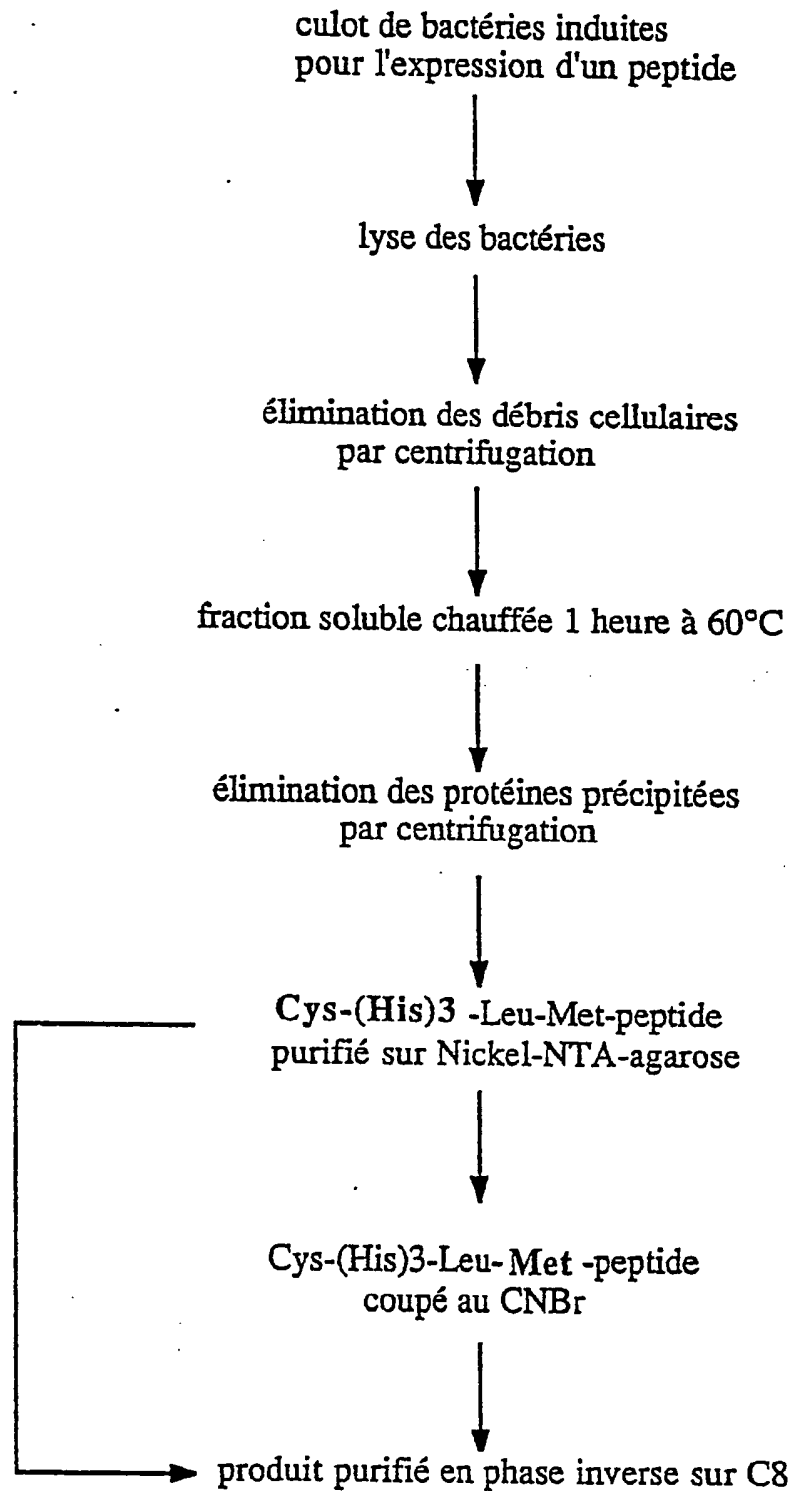 culot de bactéries induites
pour l'expression d'un peptide
lyse des bactéries
élimination des débris cellulaires
par centrifugation
fraction soluble chauffée 1 heure à 60°C
élimination des protéines précipitées
par centrifugation
Cys-(His)3 -Leu-Met-peptide
purifié sur Nickel-NTA-agarose
Cys-(His)3-Leu- Met -peptide
coupé au CNBr
produit purifié en phase inverse sur C8